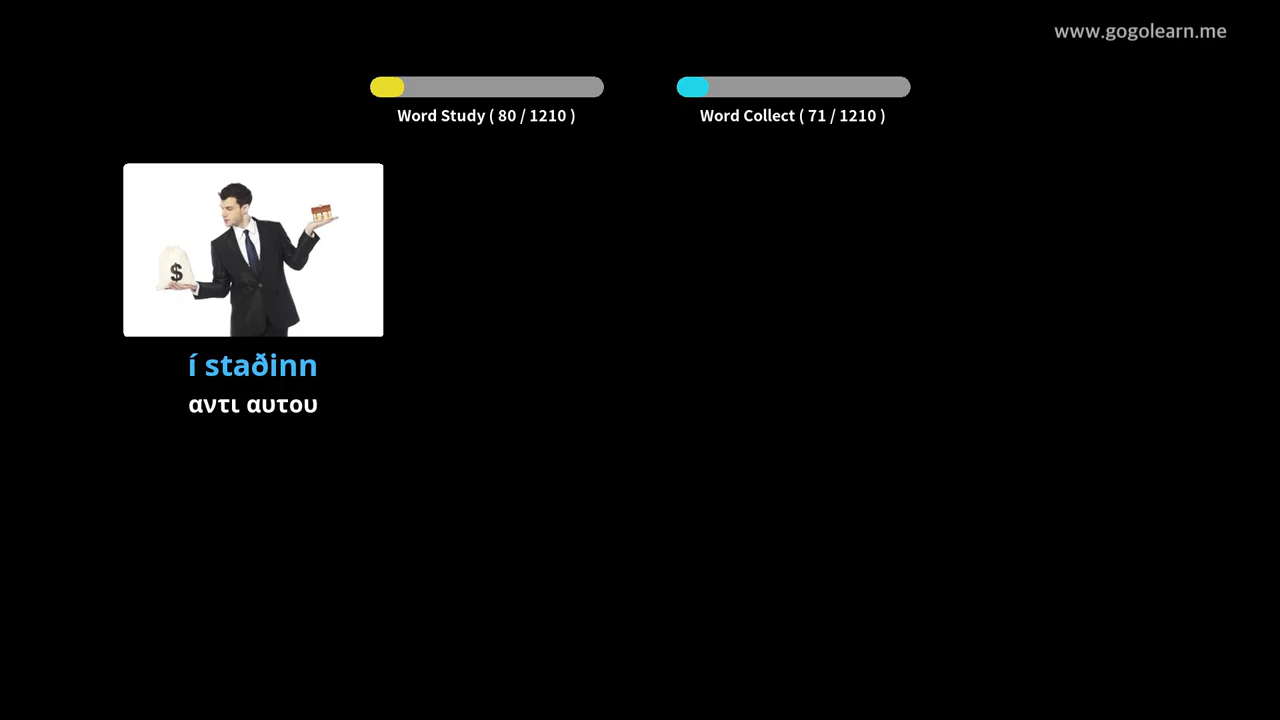 www.gogolearn.me
Word Study ( 80 / 1210 )
Word Collect ( 71 / 1210 )
$
í staðinn
αντι αυτου